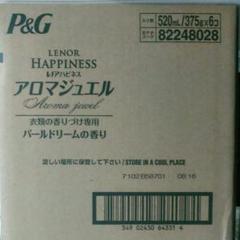 P&G
520mL/375g×6コ
82248028
LENOR
HAPPINESS
レノアハピネス
アロマジュエル
Aroma jewel
衣類の香りづけ専用
パールドリームの香り
涼しい場所に保管して下さい / STORE IN A COOL PLACE